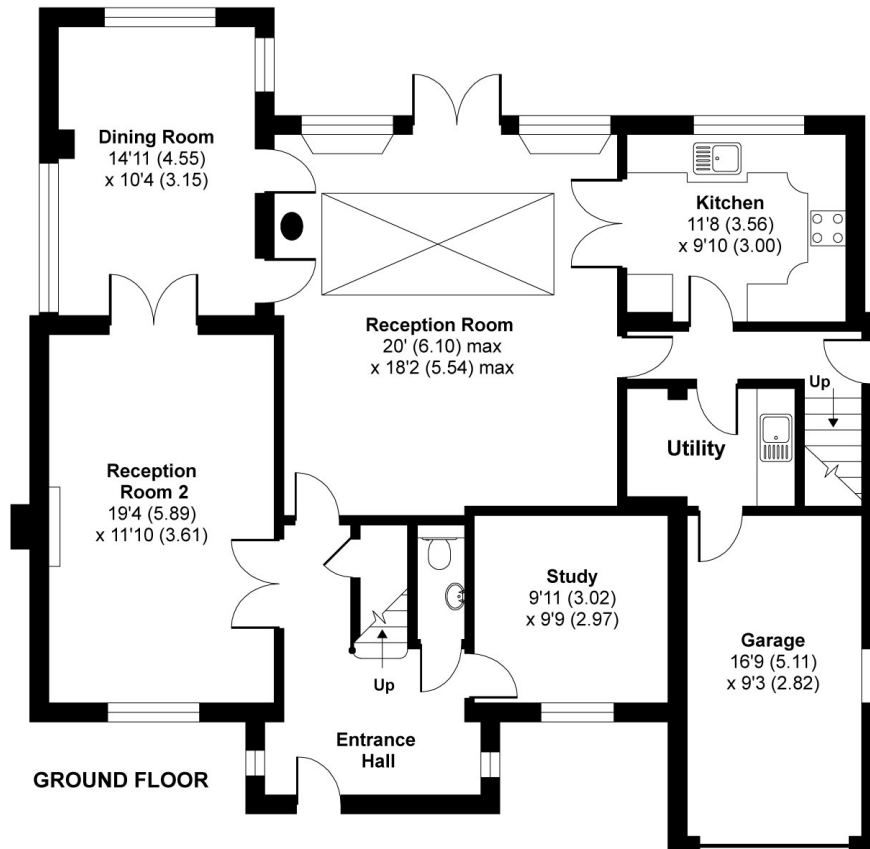 Dining Room
14'11 (4.55)
x 10'4 (3.15)
Kitchen
11'8 (3.56)
x 9'10 (3.00)
Reception Room
20' (6.10) max
x 18'2 (5.54) max
Up
Utility
Reception
Room 2
19'4 (5.89)
x 11'10 (3.61)
Study
9'11 (3.02)
x 9'9 (2.97)
Garage
16'9 (5.11)
x 9'3 (2.82)
Up
Entrance
Hall
GROUND FLOOR